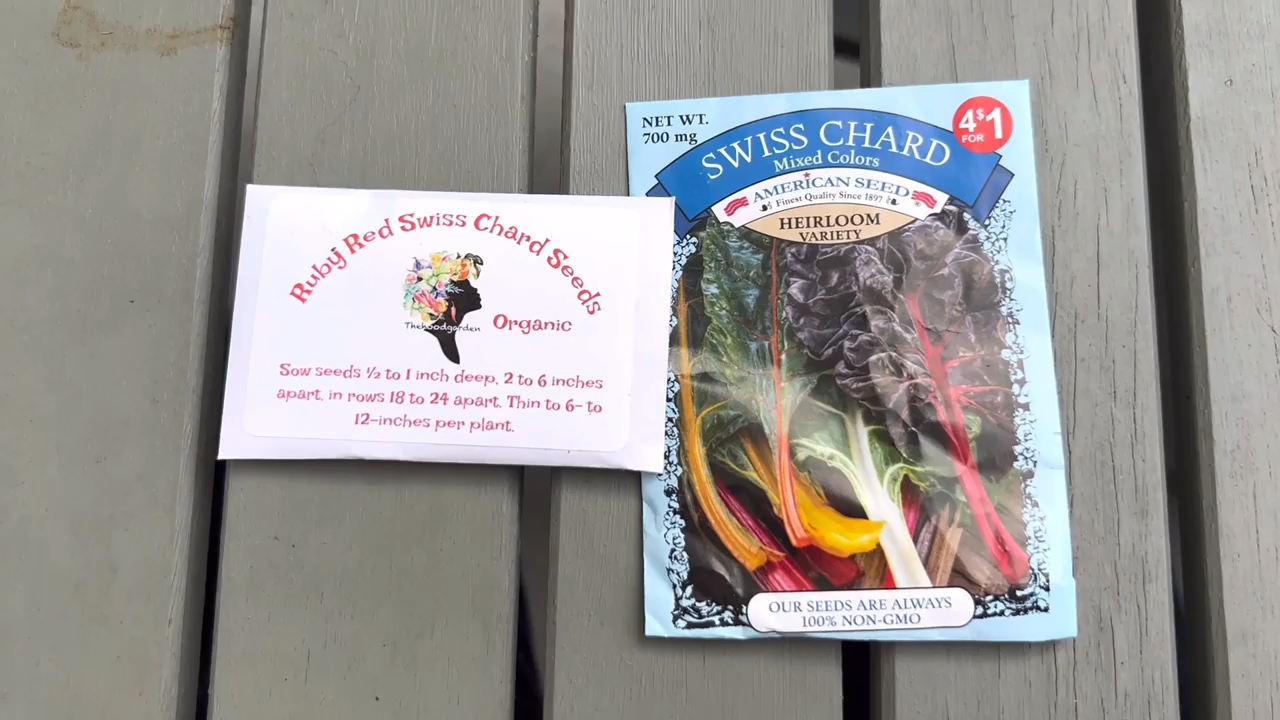 Ruby Red Swiss Chard Seeds
Thehoodgarden
Organic
Sow seeds ½ to 1 inch deep, 2 to 6 inches
apart, in rows 18 to 24 apart. Thin to 6- to
12-inches per plant.
NET WT.
700 mg
4 FOR $1
SWISS CHARD
Mixed Colors
AMERICAN SEED
Finest Quality Since 1897
HEIRLOOM
VARIETY
OUR SEEDS ARE ALWAYS
100% NON-GMO